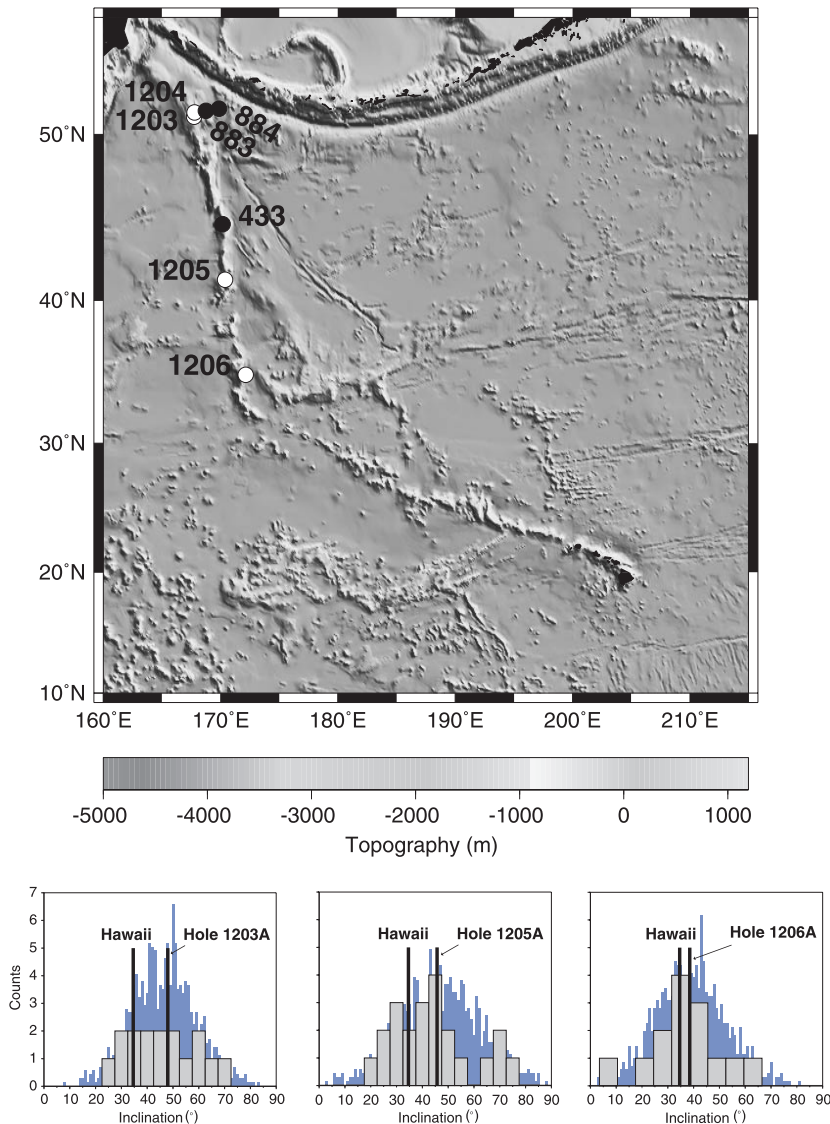 1204
1203
884
883
50°N
433
1205
40°N
1206
30°N
20°N
10°N
160°E 170°E 180°E 190°E 200°E 210°E
-5000 -4000 -3000 -2000 -1000 0 1000
Topography (m)
7
6
5
4
3
2
1
0
Counts
Hawaii Hole 1203A
0 10 20 30 40 50 60 70 80 90
Inclination (°)
Hawaii Hole 1205A
0 10 20 30 40 50 60 70 80 90
Inclination (°)
Hawaii Hole 1206A
0 10 20 30 40 50 60 70 80 90
Inclination (°)